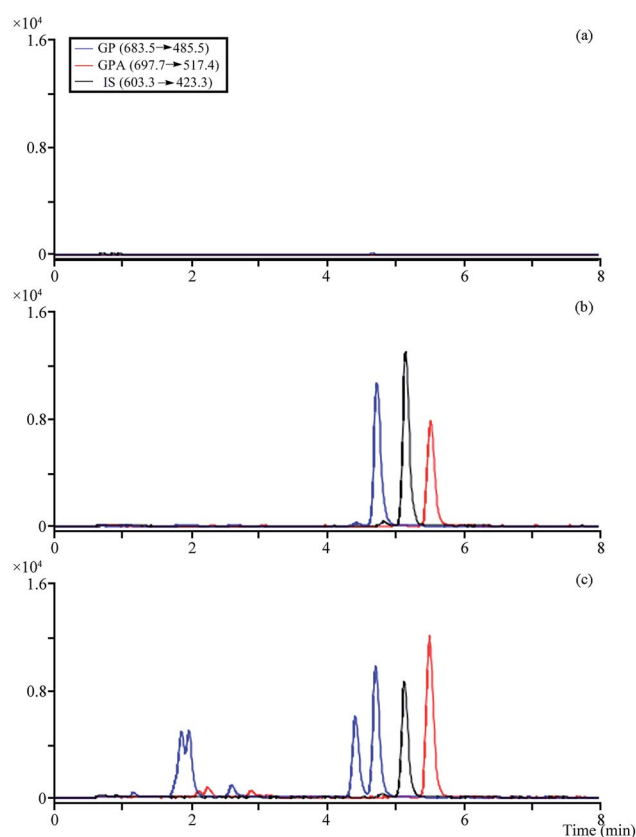 ×10⁴
1.6
(a)
GP (683.5→485.5)
GPA (697.7→517.4)
IS (603.3→423.3)
0.8
0
0 2 4 6 8
×10⁴
1.6
(b)
0.8
0
0 2 4 6 8
×10⁴
1.6
(c)
0.8
0
0 2 4 6 8
Time (min)